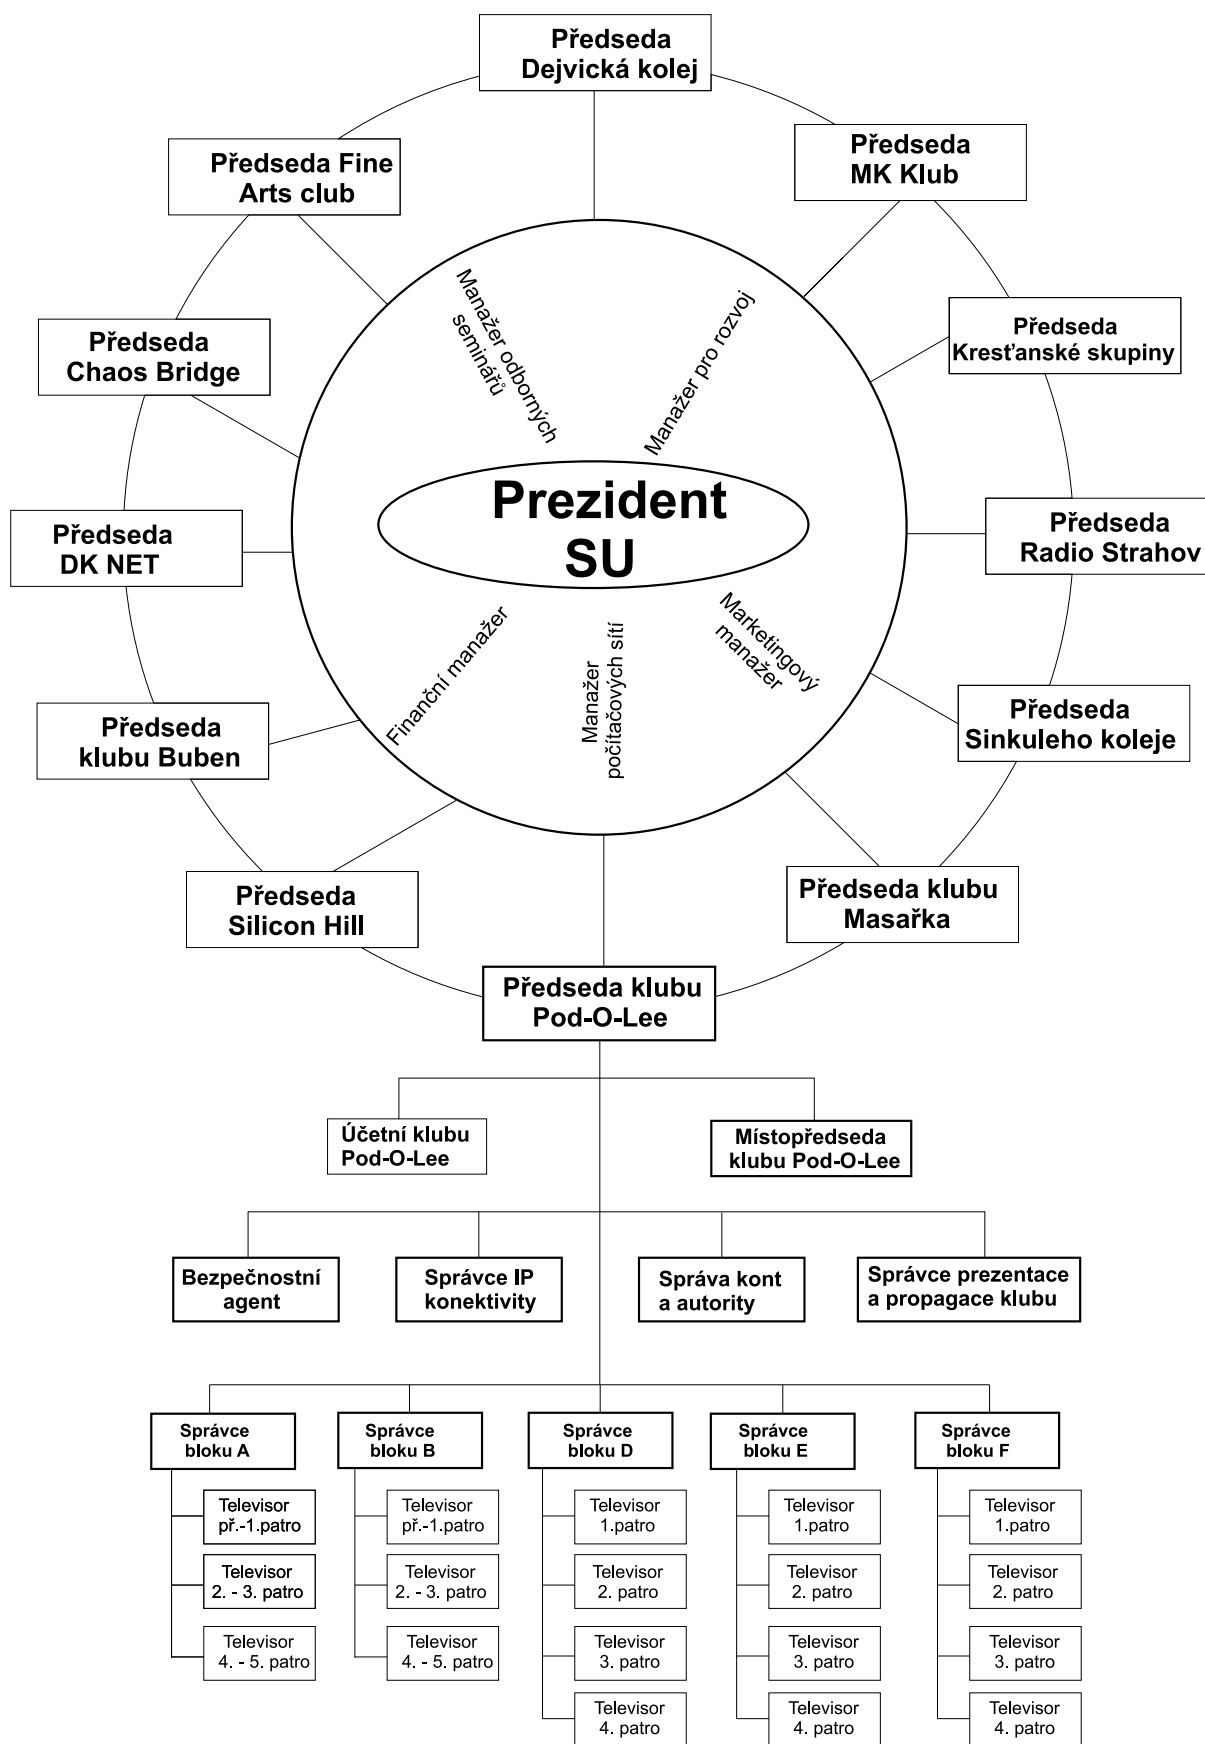 Předseda
Dejvická kolej
Předseda Fine
Arts club
Předseda
MK Klub
Předseda
Chaos Bridge
Předseda
Kresťanské skupiny
Manažer odborných
seminářů
Manažer pro rozvoj
Prezident
SU
Předseda
DK NET
Předseda
Radio Strahov
Finanční manažer
Manažer
počítačových sítí
Marketingový
manažer
Předseda
klubu Buben
Předseda
Sinkuleho koleje
Předseda
Silicon Hill
Předseda klubu
Masařka
Předseda klubu
Pod-O-Lee
Účetní klubu
Pod-O-Lee
Místopředseda
klubu Pod-O-Lee
Bezpečnostní
agent
Správce IP
konektivity
Správa kont
a autority
Správce prezentace
a propagace klubu
Správce
bloku A
Správce
bloku B
Správce
bloku D
Správce
bloku E
Správce
bloku F
Televisor
př.-1.patro
Televisor
př.-1.patro
Televisor
1.patro
Televisor
1.patro
Televisor
1.patro
Televisor
2. - 3. patro
Televisor
2. - 3. patro
Televisor
2. patro
Televisor
2. patro
Televisor
2. patro
Televisor
4. - 5. patro
Televisor
4. - 5. patro
Televisor
3. patro
Televisor
3. patro
Televisor
3. patro
Televisor
4. patro
Televisor
4. patro
Televisor
4. patro